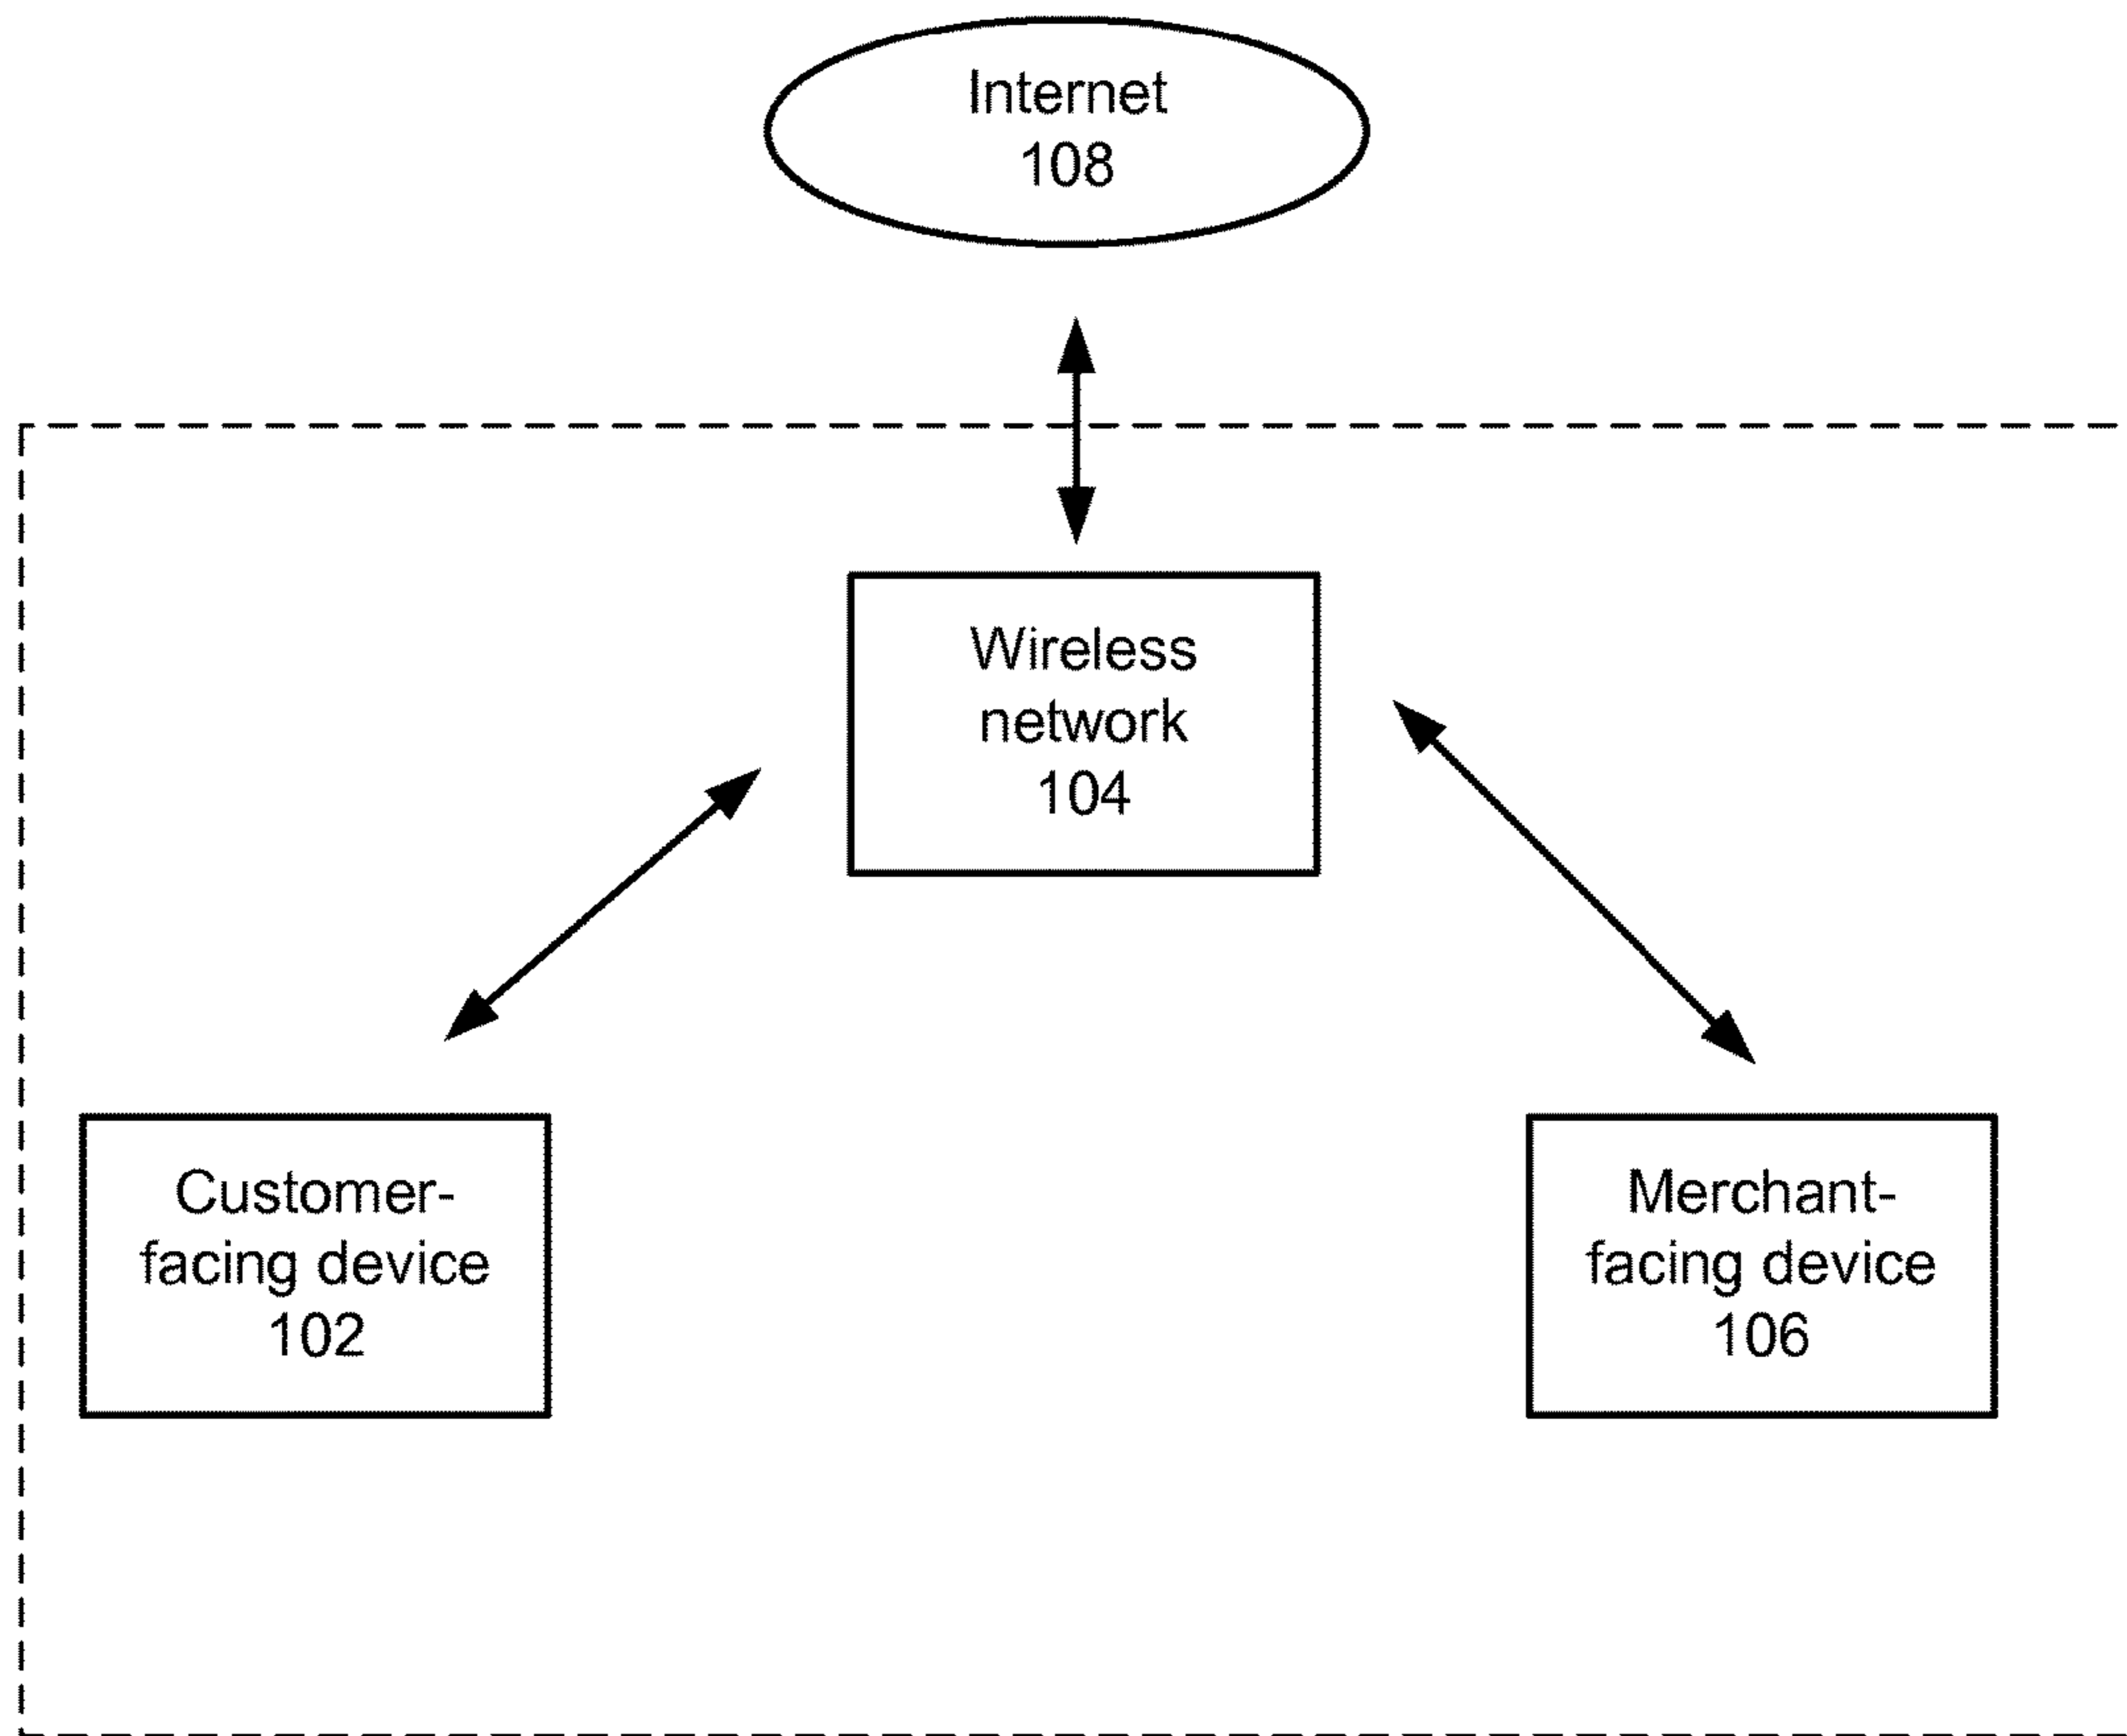 Internet
108
Wireless
network
104
Customer-
facing device
102
Merchant-
facing device
106